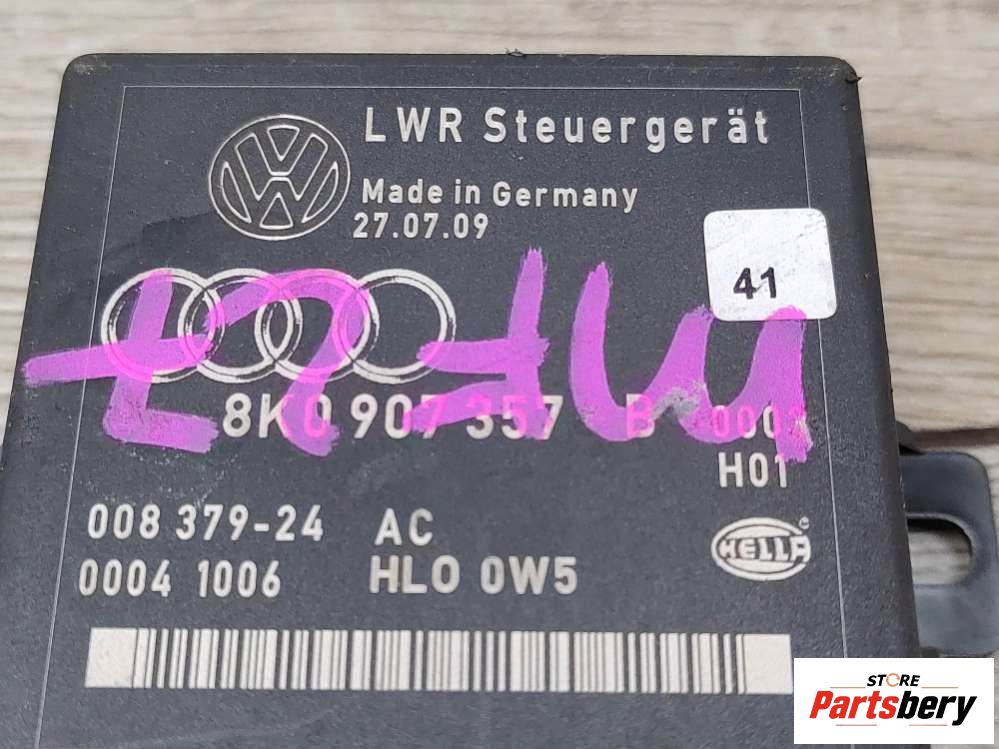 LWR Steuergerät
Made in Germany
27.07.09
41
8K0 907 357 B 0003
H01
008 379-24 AC
0004 1006 HLO 0W5
HELLA
STORE
Partsbery